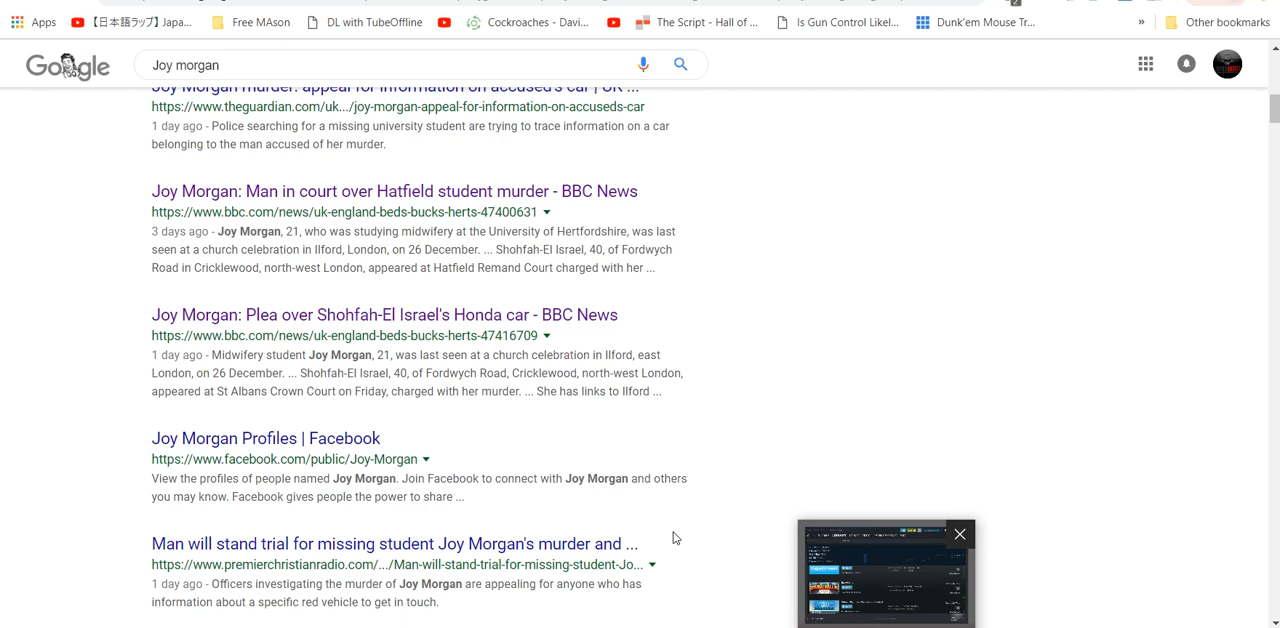 Apps 【日本語ラップ】Japa... Free MAson DL with TubeOffline Cockroaches - Davi... The Script - Hall of ... Is Gun Control Likel... Dunk'em Mouse Tr... » Other bookmarks
Google Joy morgan
Joy Morgan murder: appeal for information on accused's car | UK ...
https://www.theguardian.com/uk.../joy-morgan-appeal-for-information-on-accuseds-car
1 day ago - Police searching for a missing university student are trying to trace information on a car
belonging to the man accused of her murder.
Joy Morgan: Man in court over Hatfield student murder - BBC News
https://www.bbc.com/news/uk-england-beds-bucks-herts-47400631
3 days ago - Joy Morgan, 21, who was studying midwifery at the University of Hertfordshire, was last
seen at a church celebration in Ilford, London, on 26 December. ... Shohfah-El Israel, 40, of Fordwych
Road in Cricklewood, north-west London, appeared at Hatfield Remand Court charged with her ...
Joy Morgan: Plea over Shohfah-El Israel's Honda car - BBC News
https://www.bbc.com/news/uk-england-beds-bucks-herts-47416709
1 day ago - Midwifery student Joy Morgan, 21, was last seen at a church celebration in Ilford, east
London, on 26 December. ... Shohfah-El Israel, 40, of Fordwych Road, Cricklewood, north-west London,
appeared at St Albans Crown Court on Friday, charged with her murder. ... She has links to Ilford ...
Joy Morgan Profiles | Facebook
https://www.facebook.com/public/Joy-Morgan
View the profiles of people named Joy Morgan. Join Facebook to connect with Joy Morgan and others
you may know. Facebook gives people the power to share ...
Man will stand trial for missing student Joy Morgan's murder and ...
https://www.premierchristianradio.com/.../Man-will-stand-trial-for-missing-student-Jo...
1 day ago - Officers investigating the murder of Joy Morgan are appealing for anyone who has
information about a specific red vehicle to get in touch.